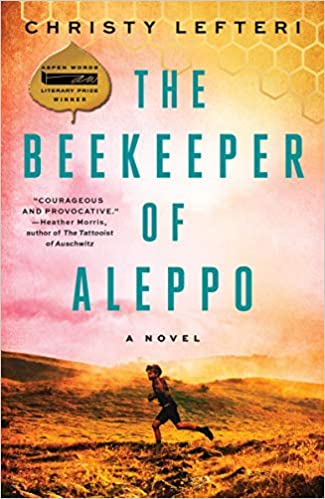 CHRISTY LEFTERI
ASPEN WORDS
aw
LITERARY PRIZE
WINNER
THE
BEEKEEPER
OF
ALEPPO
"COURAGEOUS
AND PROVOCATIVE."
—Heather Morris,
author of The Tattooist
of Auschwitz
A NOVEL